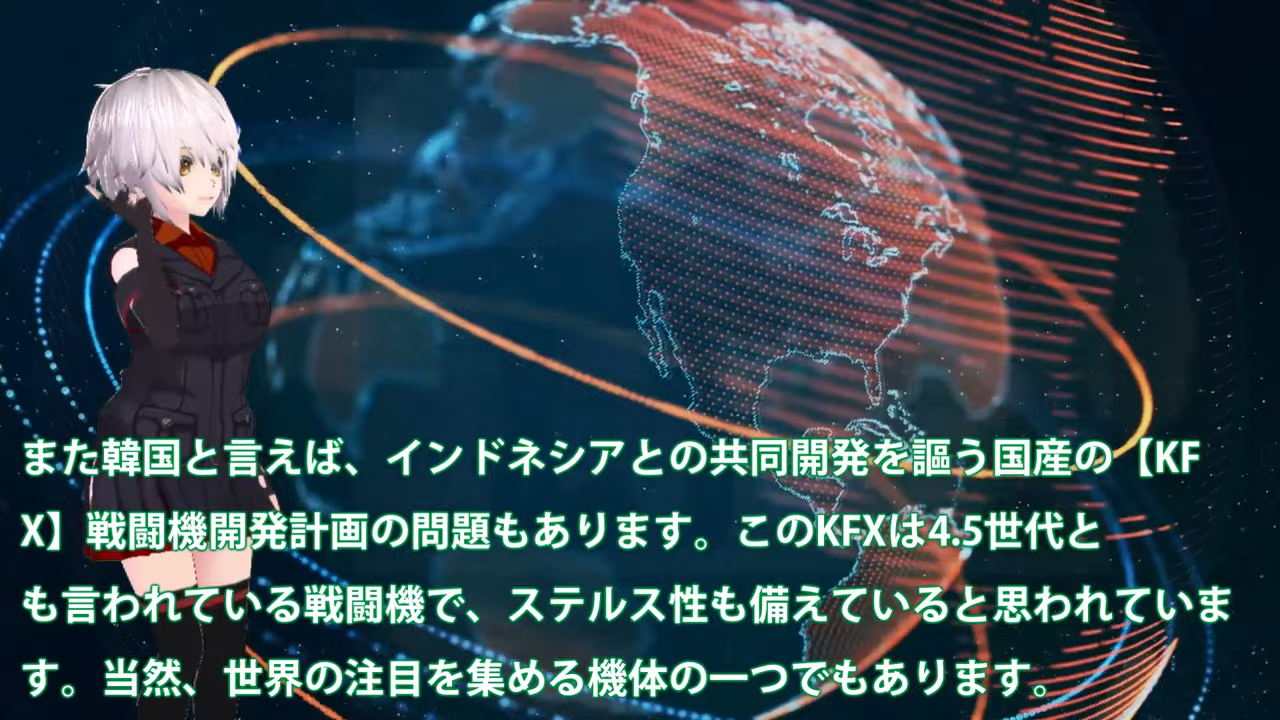 また韓国と言えば、インドネシアとの共同開発を謳う国産の【KF
X】戦闘機開発計画の問題もあります。このKFXは4.5世代と
も言われている戦闘機で、ステルス性も備えていると思われていま
す。当然、世界の注目を集める機体の一つでもあります。